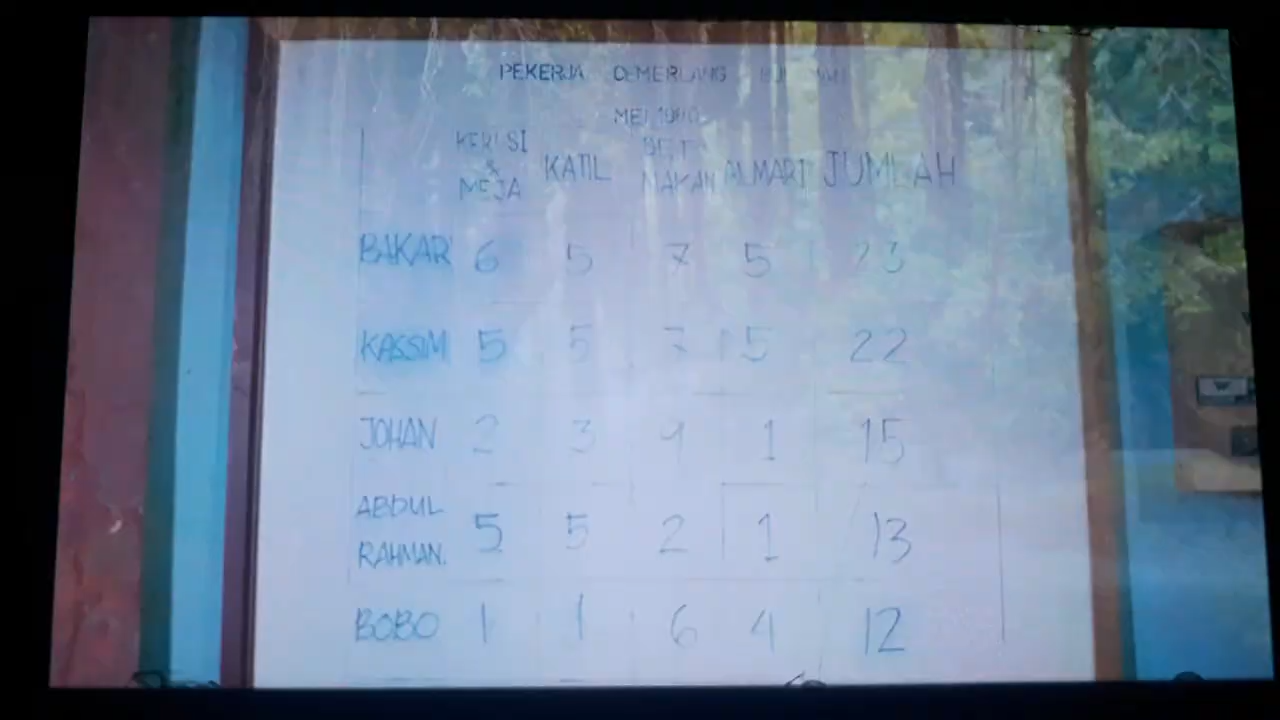 PEKERJA CEMERLANG
KERUSI & MEJA KATIL SET MAKAN ALMARI JUMLAH
BAKAR 6 5 7 5 23
KASSIM 5 5 7 5 22
JOHAN 2 3 9 1 15
ABDUL RAHMAN. 5 5 2 1 13
BOBO 1 1 6 4 12